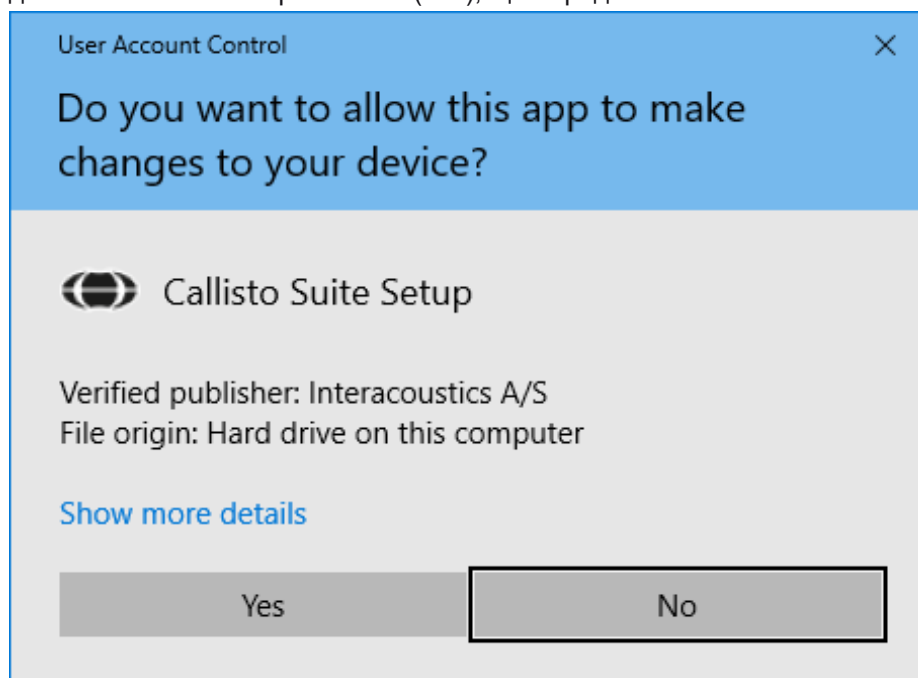 User Account Control
Do you want to allow this app to make
changes to your device?
Callisto Suite Setup
Verified publisher: Interacoustics A/S
File origin: Hard drive on this computer
Show more details
Yes
No